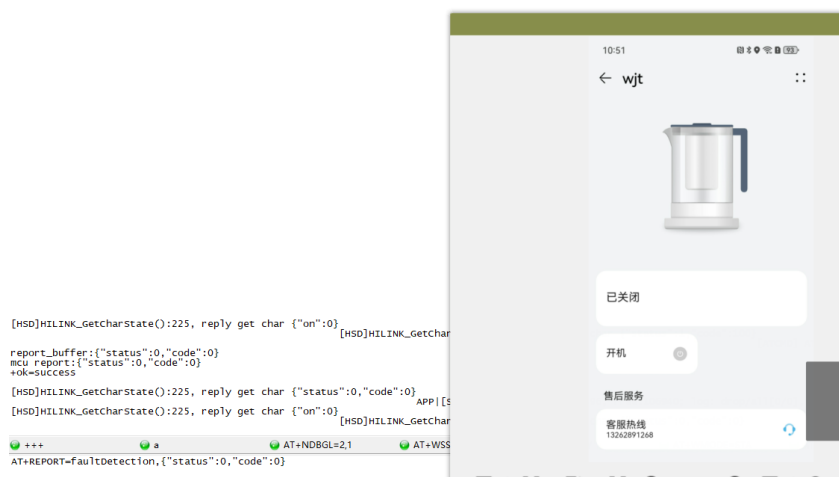 [HSD]HILINK_GetCharState():225, reply get char {"on":0}
[HSD]HILINK_GetChar
report_buffer:{"status":0,"code":0}
mcu report:{"status":0,"code":0}
+ok=success
[HSD]HILINK_GetCharState():225, reply get char {"status":0,"code":0}
APP|[S
[HSD]HILINK_GetCharState():225, reply get char {"on":0}
[HSD]HILINK_GetChar
+++ a AT+NDBGL=2,1 AT+WSS
AT+REPORT=faultDetection,{"status":0,"code":0}
10:51 93
wjt
已关闭
开机
售后服务
客服热线
13262891268